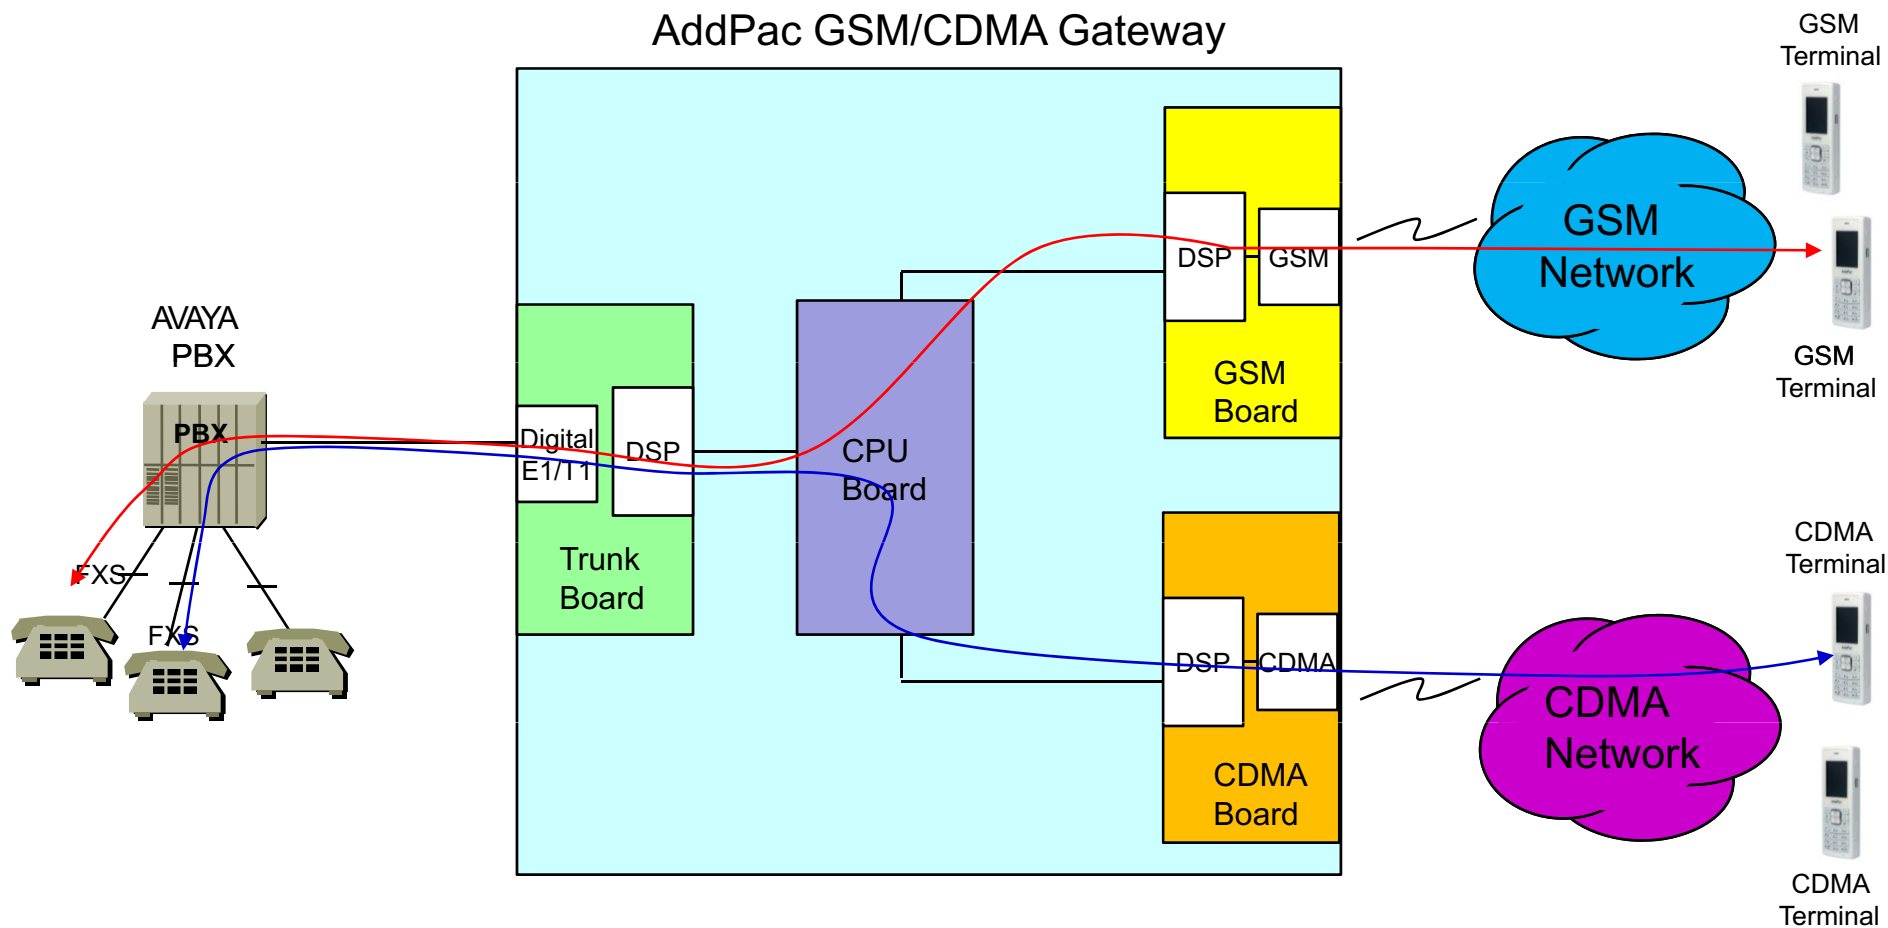 AddPac GSM/CDMA Gateway
GSM
Terminal
GSM
Network
DSP
GSM
GSM
Board
GSM
Terminal
AVAYA
PBX
PBX
Digital
E1/T1
DSP
CPU
Board
Trunk
Board
FXS
FXS
CDMA
Terminal
DSP
CDMA
CDMA
Network
CDMA
Board
CDMA
Terminal